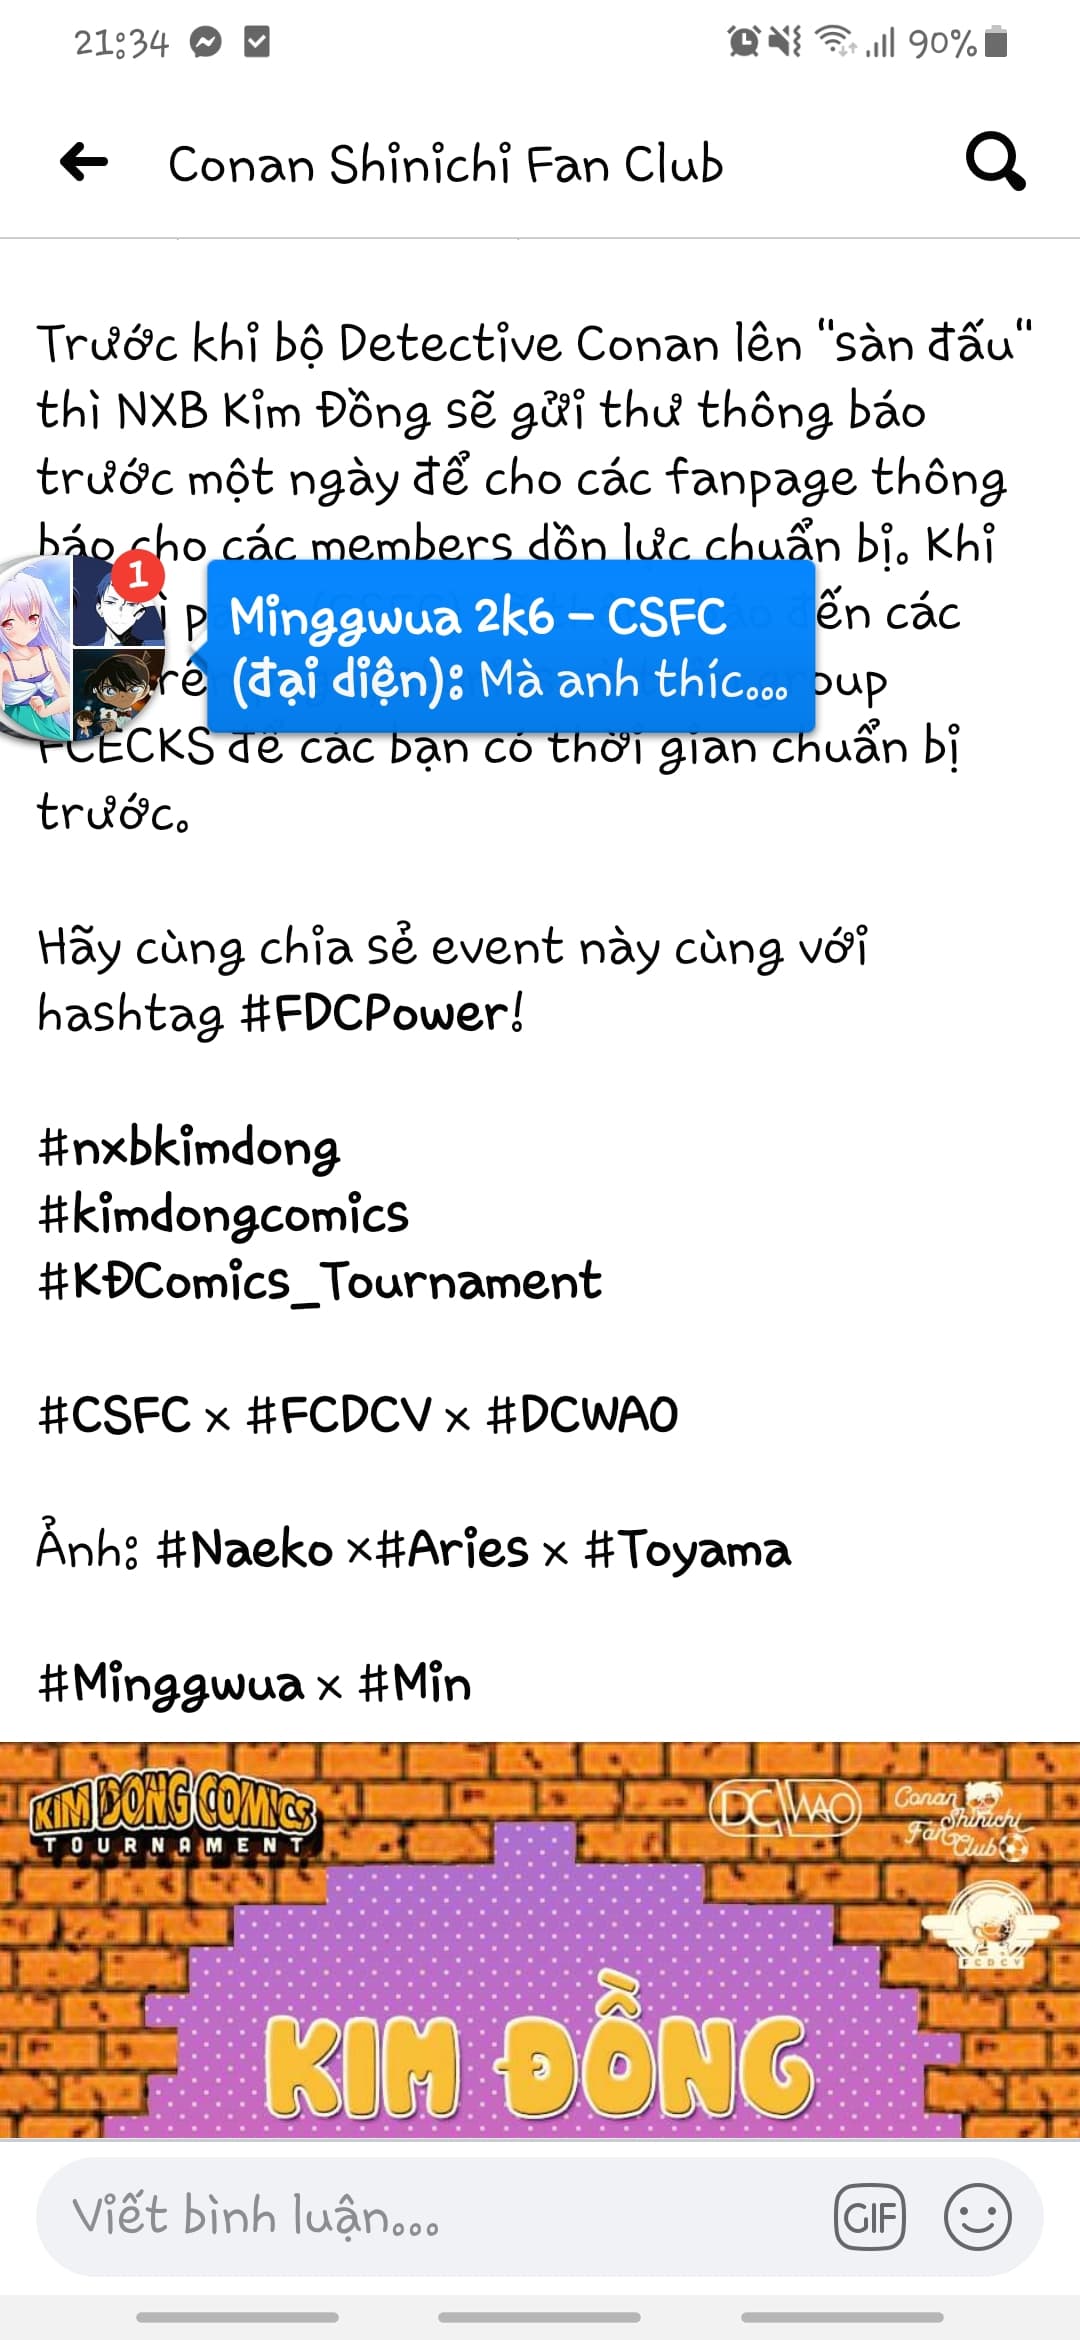 21:34 90%
Conan Shinichi Fan Club
Trước khi bộ Detective Conan lên "sàn đấu"
thì NXB Kim Đồng sẽ gửi thư thông báo
trước một ngày để cho các fanpage thông
báo cho các members dồn lực chuẩn bị. Khi
1
Minggwua 2k6 - CSFC
(đại diện): Mà anh thíc...
đến các
FCECKS để các bạn có thời gian chuẩn bị
trước.
Hãy cùng chia sẻ event này cùng với
hashtag #FDCPower!
#nxbkimdong
#kimdongcomics
#KĐComics_Tournament
#CSFC x #FCDCV x #DCWAO
Ảnh: #Naeko x#Aries x #Toyama
#Minggwua x #Min
KIM DONG COMICS
TOURNAMENT
DCWAO
Conan
Shinichi
Fan Club
FCDCV
KIM ĐỒNG
Viết bình luận...
GIF